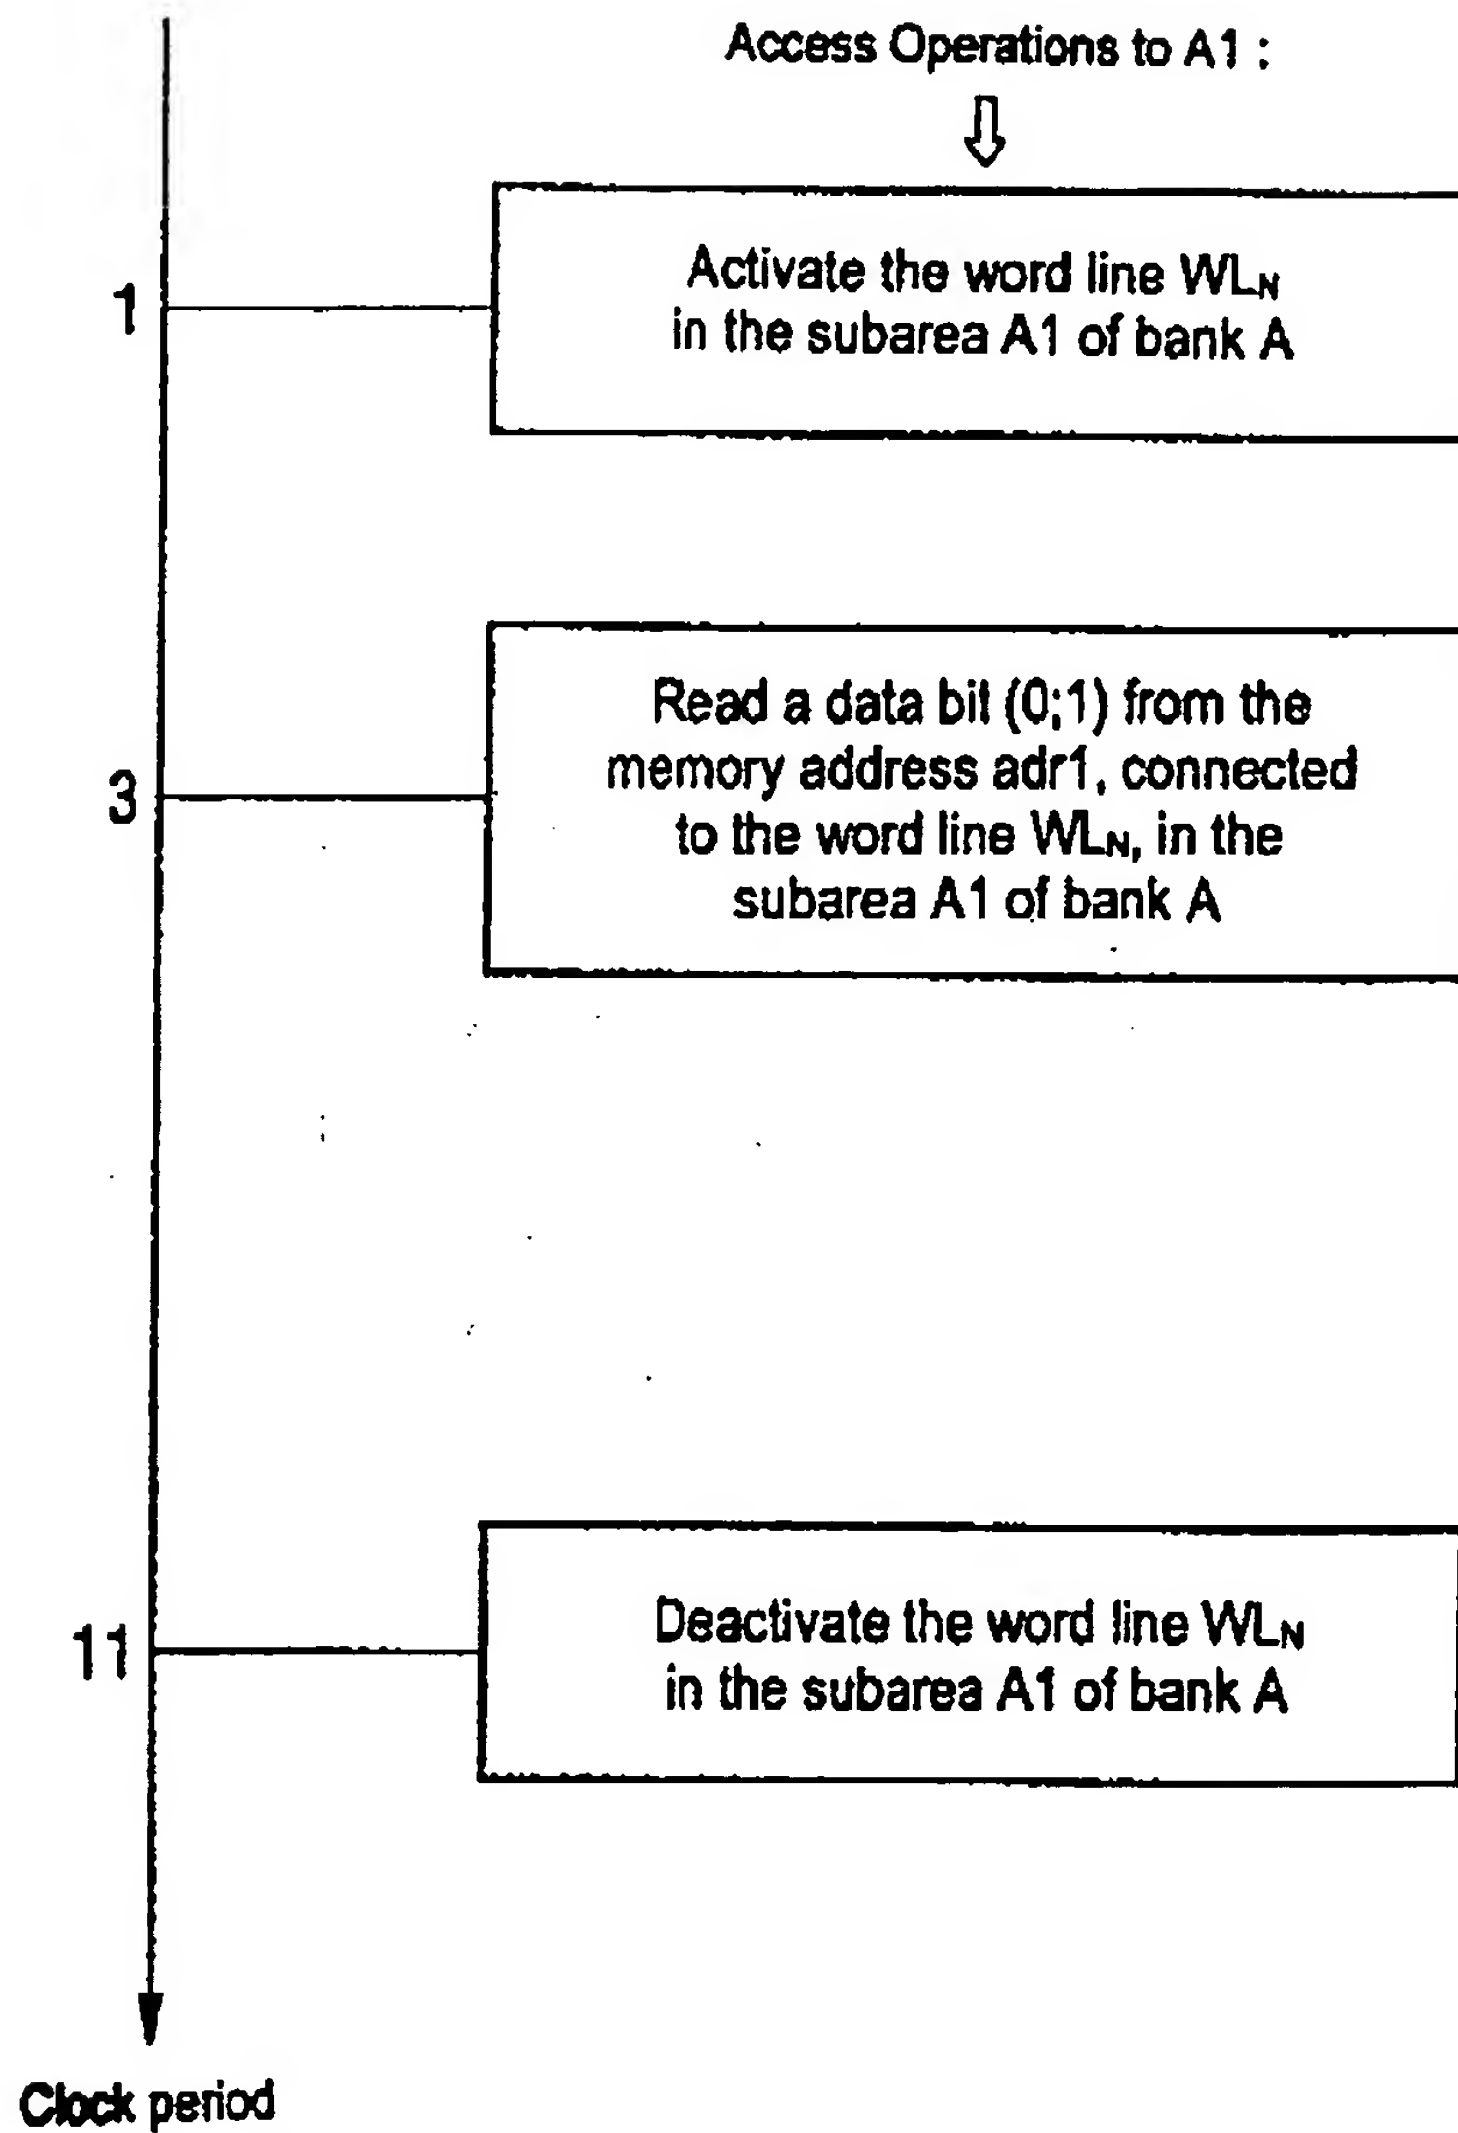 Access Operations to A1 :
Activate the word line WLN
1
in the subarea A1 of bank A
Read a data bit (0;1) from the
memory address adr1, connected
3
to the word line WLN, in the
subarea A1 of bank A
Deactivate the word line WLN
11
in the subarea A1 of bank A
Clock period